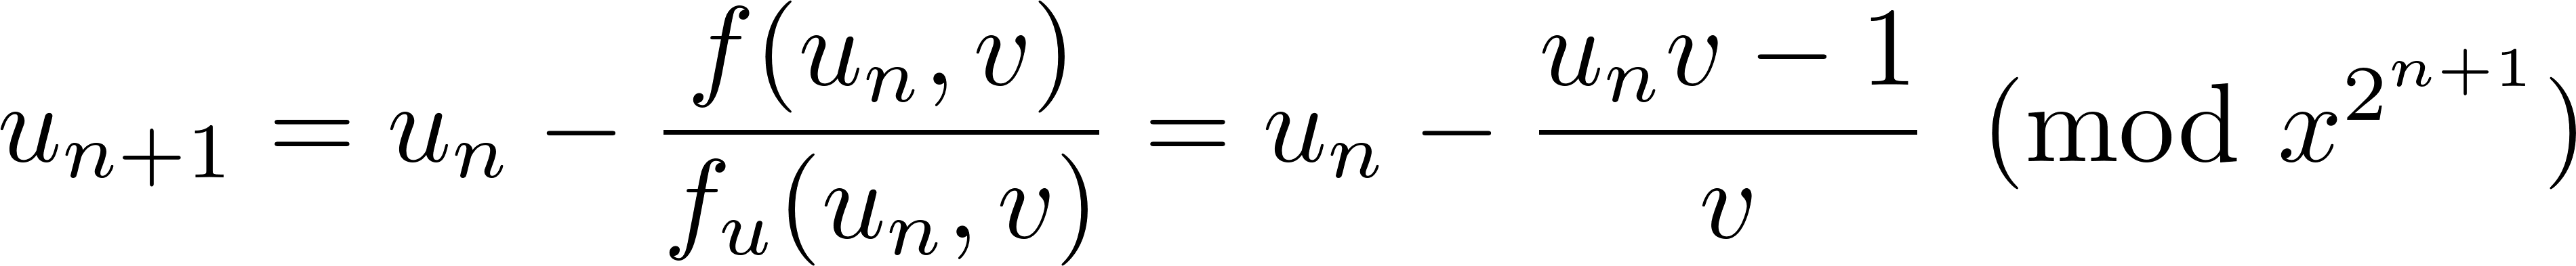 u_{n+1} = u_n - \frac{f(u_n, v)}{f_u(u_n, v)} = u_n - \frac{u_n v - 1}{v} \pmod{x^{2^{n+1}}}